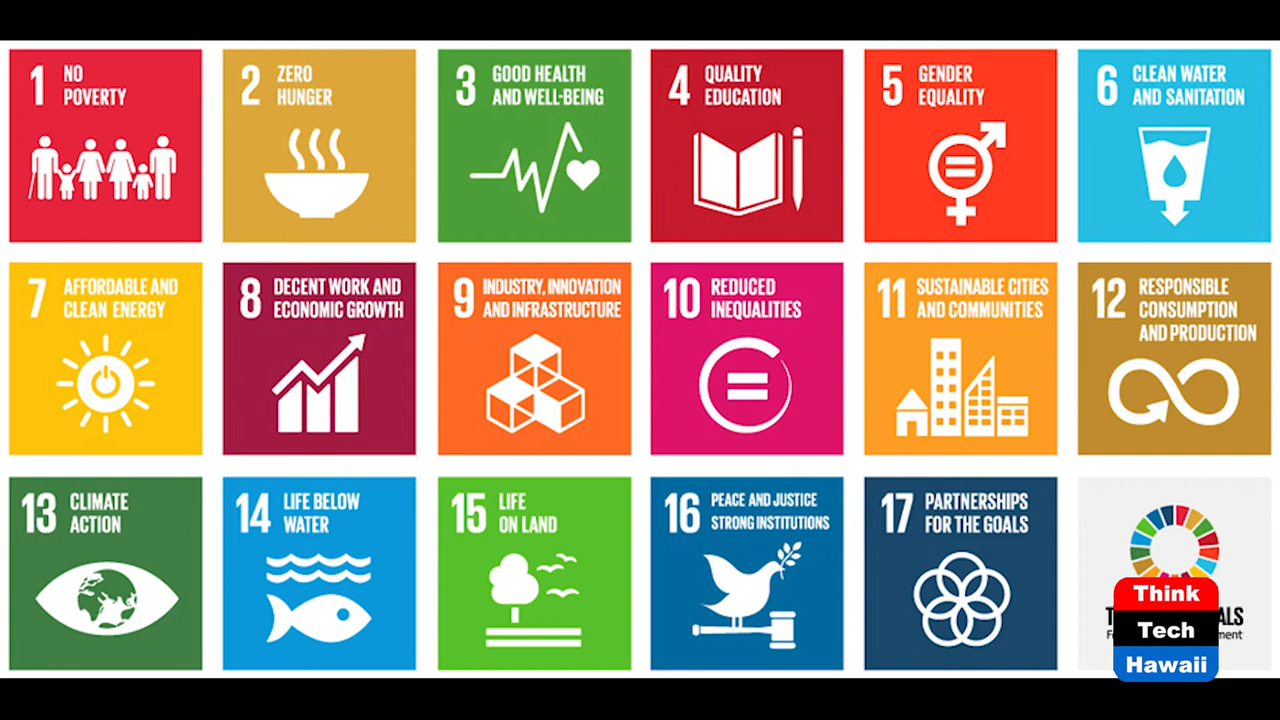 1 NO
POVERTY
2 ZERO
HUNGER
3 GOOD HEALTH
AND WELL-BEING
4 QUALITY
EDUCATION
5 GENDER
EQUALITY
6 CLEAN WATER
AND SANITATION
7 AFFORDABLE AND
CLEAN ENERGY
8 DECENT WORK AND
ECONOMIC GROWTH
9 INDUSTRY, INNOVATION
AND INFRASTRUCTURE
10 REDUCED
INEQUALITIES
11 SUSTAINABLE CITIES
AND COMMUNITIES
12 RESPONSIBLE
CONSUMPTION
AND PRODUCTION
13 CLIMATE
ACTION
14 LIFE BELOW
WATER
15 LIFE
ON LAND
16 PEACE AND JUSTICE
STRONG INSTITUTIONS
17 PARTNERSHIPS
FOR THE GOALS
Think
Tech
Hawaii